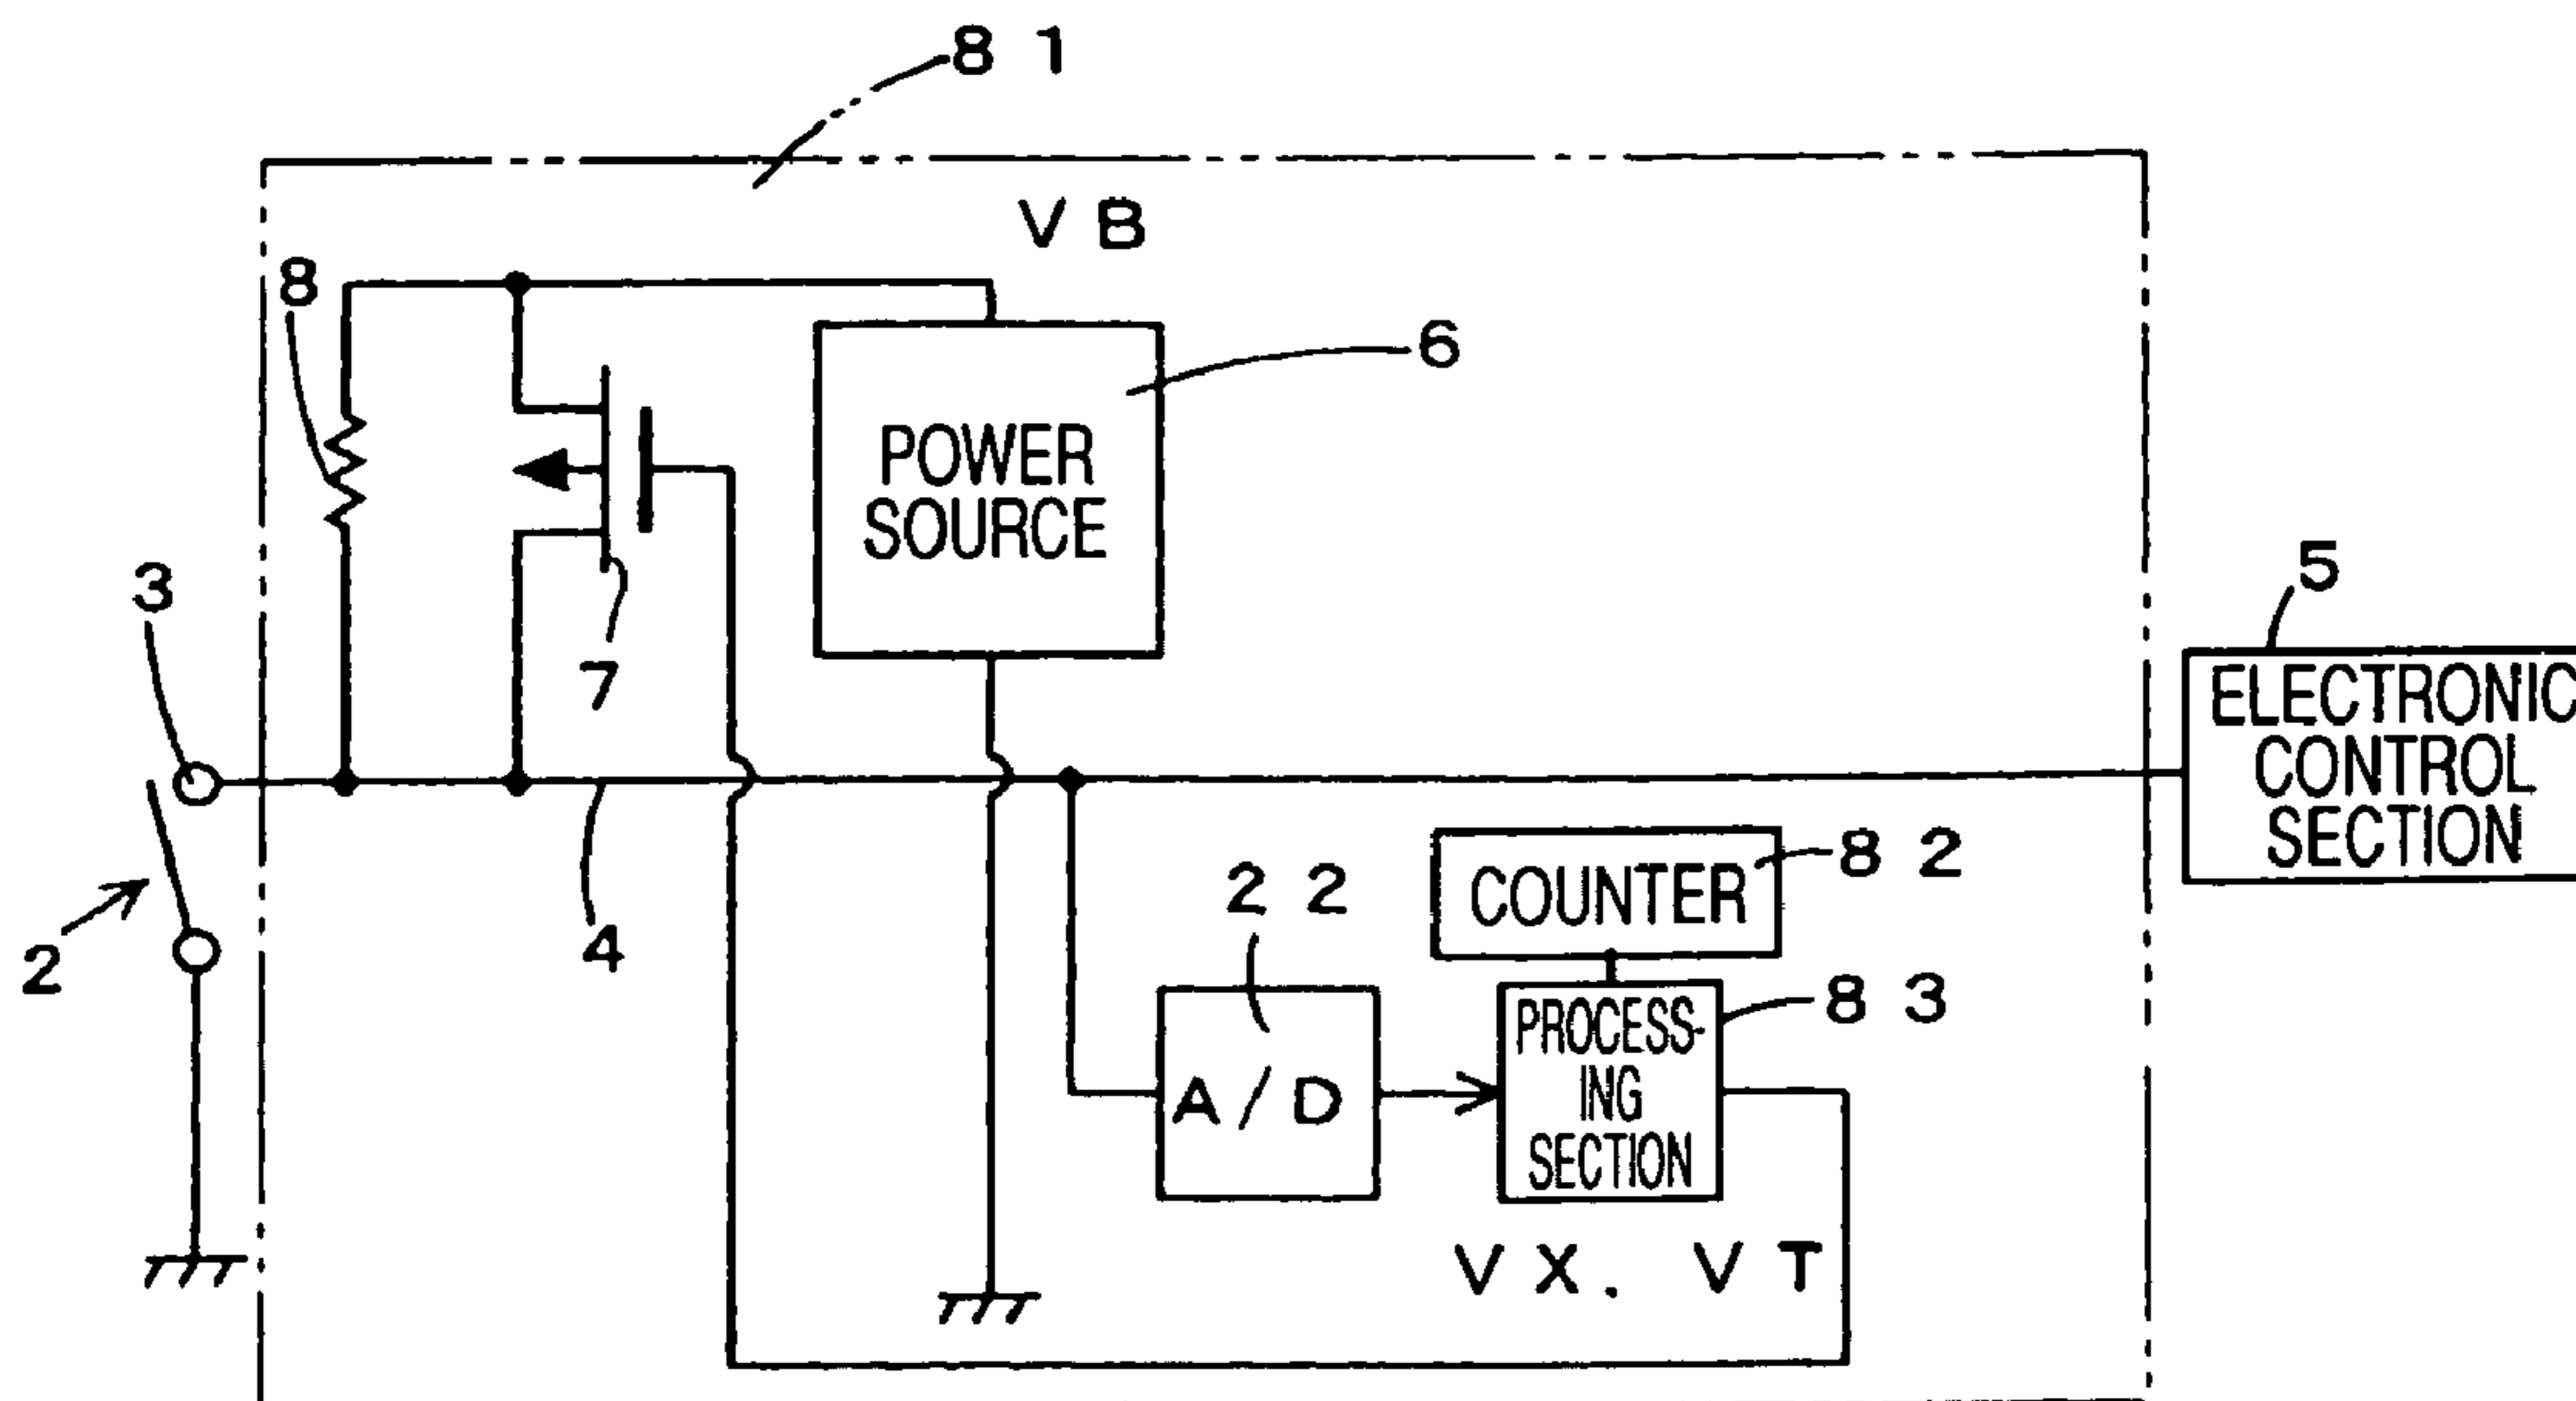 8 1
V B
8
6
POWER
SOURCE
3
7
5
ELECTRONIC
CONTROL
SECTION
2
4
2 2
COUNTER
8 2
A / D
PROCESS-
ING
SECTION
8 3
V X . V T